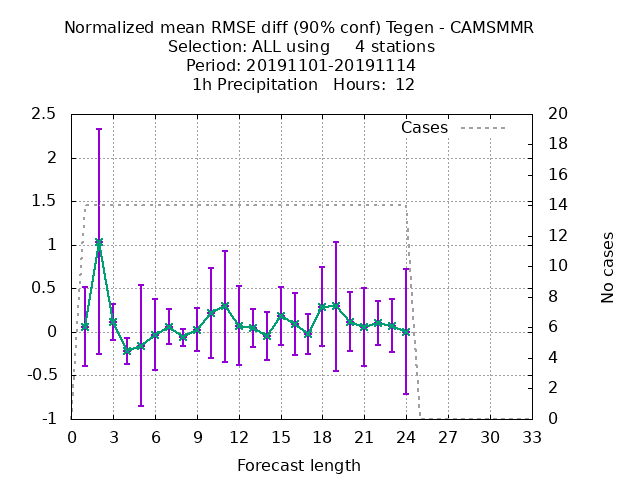 Normalized mean RMSE diff (90% conf) Tegen - CAMSMMR
Selection: ALL using     4 stations
Period: 20191101-20191114
1h Precipitation   Hours:  12
2.5
2
1.5
1
0.5
0
-0.5
-1
20
18
16
14
12
10
8
6
4
2
0
Cases
No cases
0 3 6 9 12 15 18 21 24 27 30 33
Forecast length